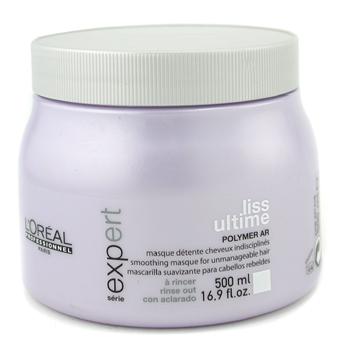 L'ORÉAL
PROFESSIONNEL
PARIS
série expert
liss
ultime
POLYMER AR
masque détente cheveux indisciplinés
smoothing masque for unmanageable hair
mascarilla suavizante para cabellos rebeldes
à rincer
rinse out
con aclarado
500 ml
16.9 fl.oz.